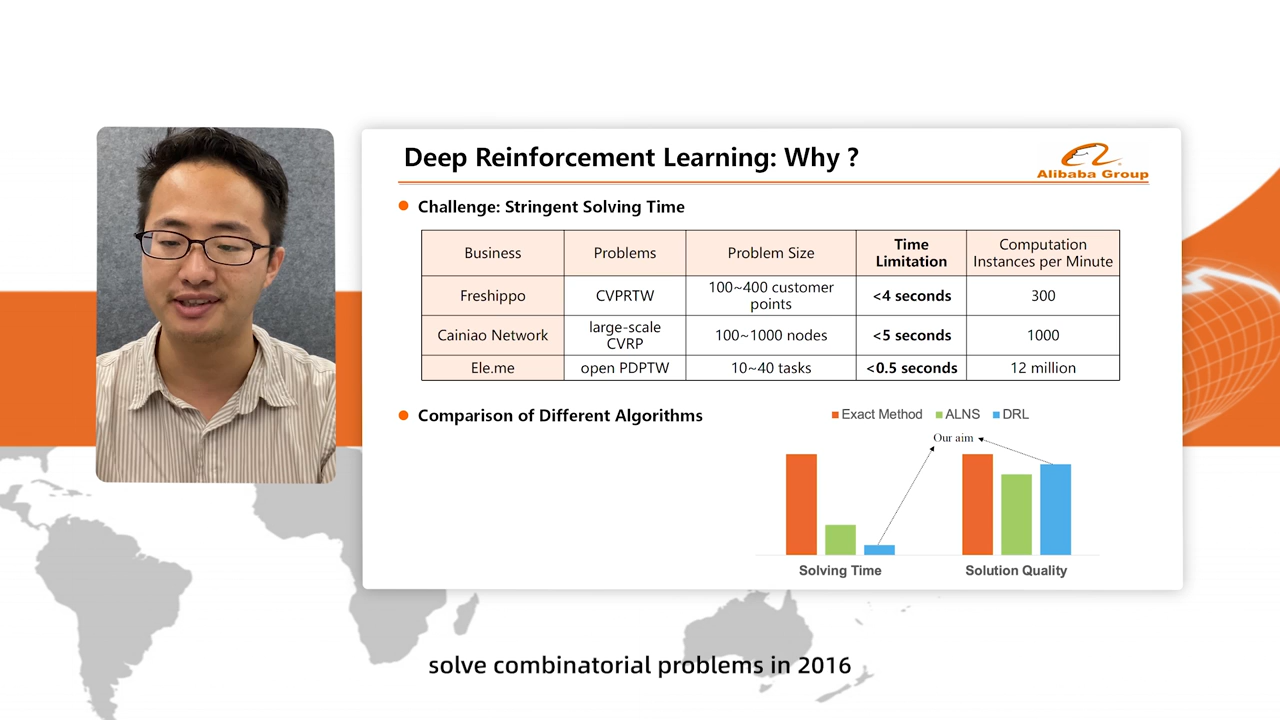 Deep Reinforcement Learning: Why ?
Alibaba Group
Challenge: Stringent Solving Time
Business
Problems
Problem Size
Time
Limitation
Computation
Instances per Minute
Freshippo
CVPRTW
100~400 customer
points
<4 seconds
300
Cainiao Network
large-scale
CVRP
100~1000 nodes
<5 seconds
1000
Ele.me
open PDPTW
10~40 tasks
<0.5 seconds
12 million
Comparison of Different Algorithms
Exact Method ALNS DRL
Our aim
Solving Time
Solution Quality
solve combinatorial problems in 2016